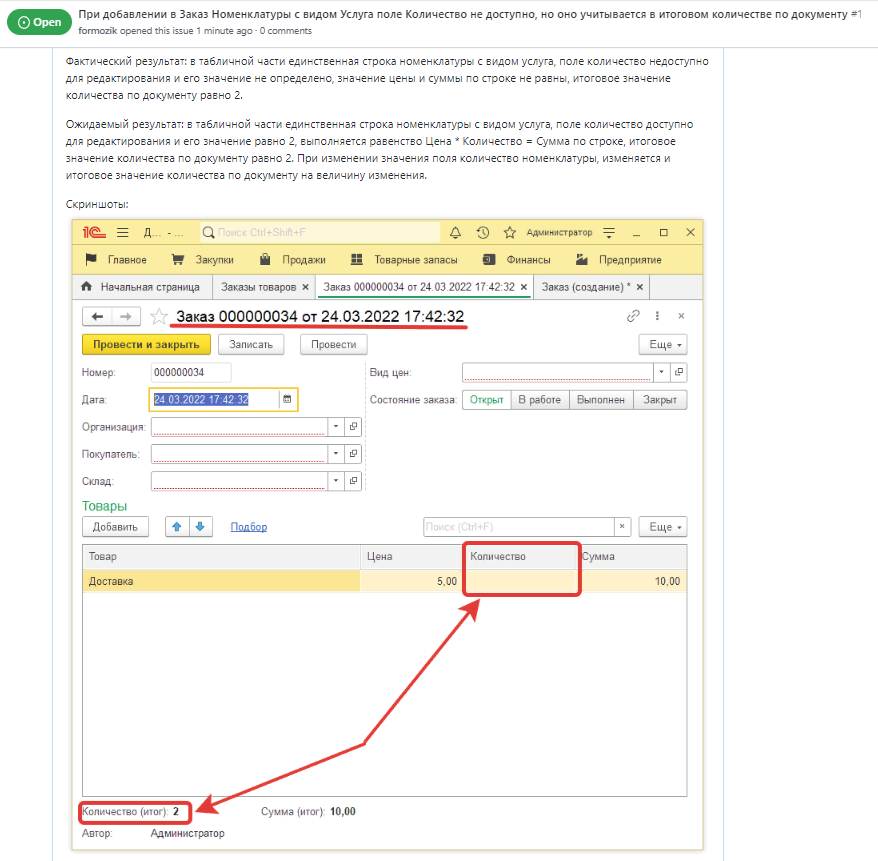 Open
При добавлении в Заказ Номенклатуры с видом Услуга поле Количество не доступно, но оно учитывается в итоговом количестве по документу #1
formozik opened this issue 1 minute ago · 0 comments
Фактический результат: в табличной части единственная строка номенклатуры с видом услуга, поле количество недоступно
для редактирования и его значение не определено, значение цены и суммы по строке не равны, итоговое значение
количества по документу равно 2.
Ожидаемый результат: в табличной части единственная строка номенклатуры с видом услуга, поле количество доступно
для редактирования и его значение равно 2, выполняется равенство Цена * Количество = Сумма по строке, итоговое
значение количества по документу равно 2. При изменении значения поля количество номенклатуры, изменяется и
итоговое значение количества по документу на величину изменения.
Скриншоты:
1С Д... - ... Поиск Ctrl+Shift+F Администратор
Главное Закупки Продажи Товарные запасы Финансы Предприятие
Начальная страница Заказы товаров × Заказ 000000034 от 24.03.2022 17:42:32 × Заказ (создание) * ×
Заказ 000000034 от 24.03.2022 17:42:32
Провести и закрыть Записать Провести Еще
Номер: 000000034 Вид цен:
Дата: 24.03.2022 17:42:32 Состояние заказа: Открыт В работе Выполнен Закрыт
Организация:
Покупатель:
Склад:
Товары
Добавить Подбор Поиск (Ctrl+F) × Еще
Товар Цена Количество Сумма
Доставка 5,00 10,00
Количество (итог): 2 Сумма (итог): 10,00
Автор: Администратор